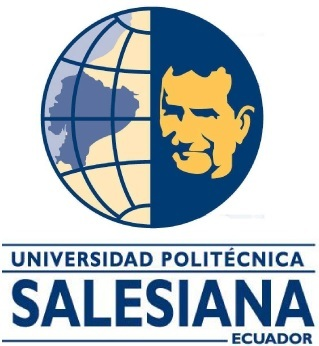 UNIVERSIDAD POLITÉCNICA
SALESIANA
ECUADOR